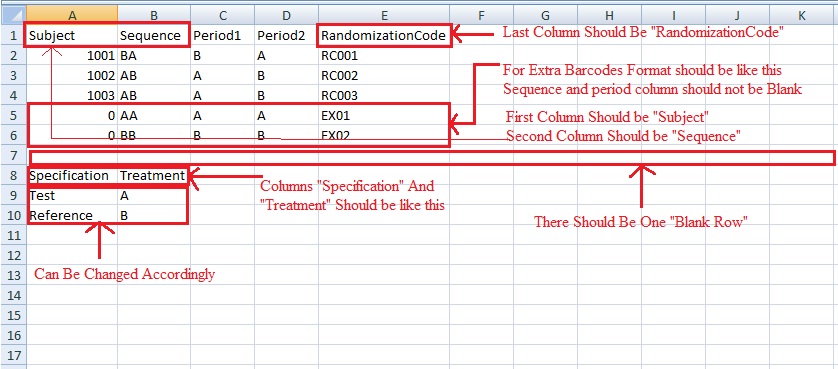 A B C D E F G H I J K
1 Subject Sequence Period1 Period2 RandomizationCode Last Column Should Be "RandomizationCode"
2 1001 BA B A RC001
3 1002 AB A B RC002 For Extra Barcodes Format should be like this
4 1003 AB A B RC003 Sequence and period column should not be Blank
5 0 AA A A EX01 First Column Should be "Subject"
6 0 BB B B EX02 Second Column Should be "Sequence"
7
8 Specification Treatment Columns "Specification" And
9 Test A "Treatment" Should be like this
10 Reference B There Should Be One "Blank Row"
11
12
13 Can Be Changed Accordingly
14
15
16
17